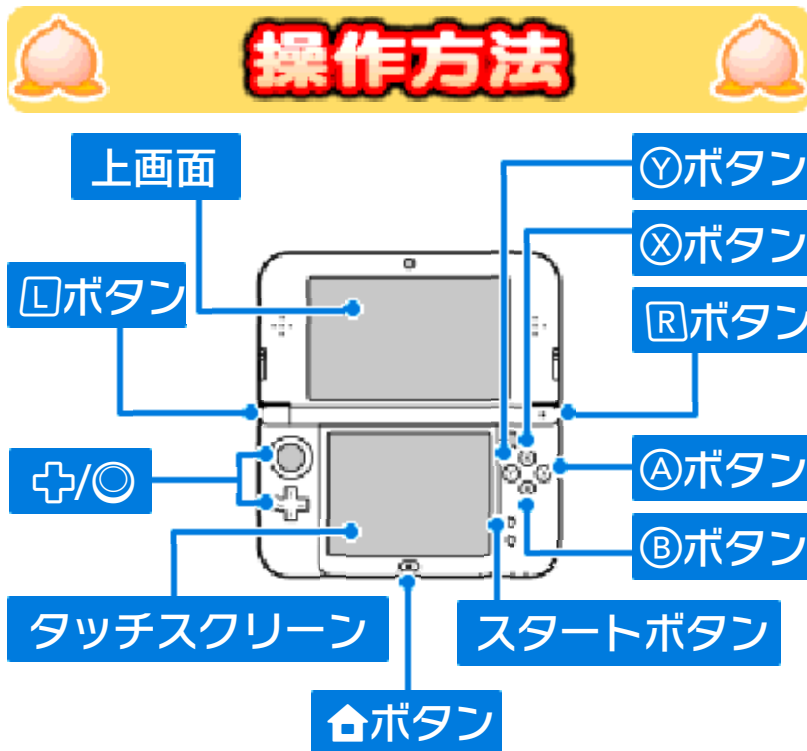 操作方法
上画面
Ⓨボタン
Ⓧボタン
Lボタン
Rボタン
/
Ⓐボタン
Ⓑボタン
タッチスクリーン
スタートボタン
ボタン